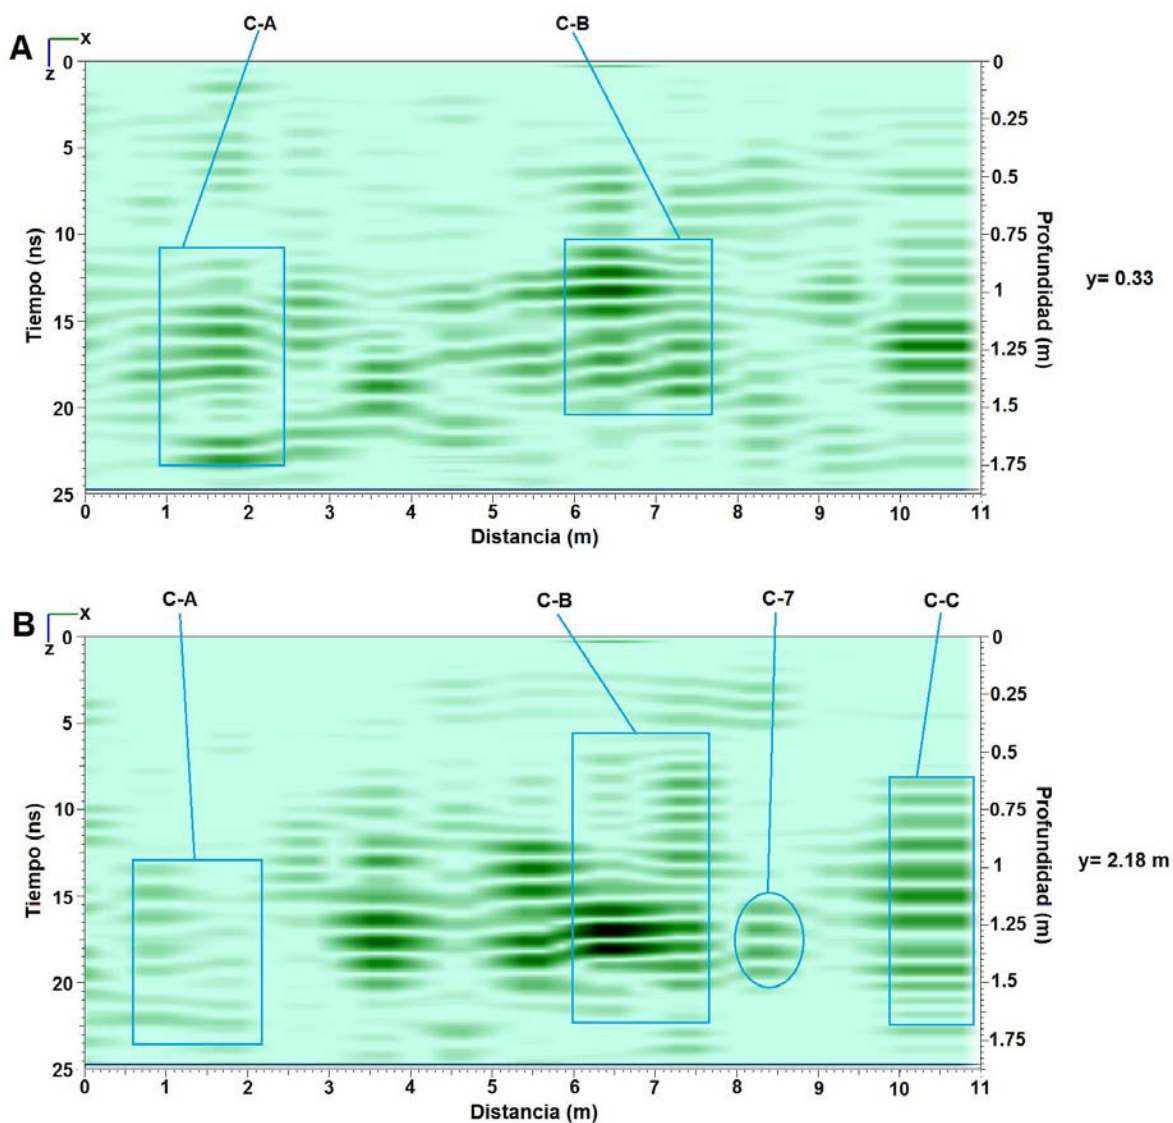 A
x
z
C-A
C-B
0
5
10
15
20
25
Tiempo (ns)
0
0.25
0.5
0.75
1
1.25
1.5
1.75
Profundidad (m)
y= 0.33
0 1 2 3 4 5 6 7 8 9 10 11
Distancia (m)
B
x
z
C-A
C-B
C-7
C-C
0
5
10
15
20
25
Tiempo (ns)
0
0.25
0.5
0.75
1
1.25
1.5
1.75
Profundidad (m)
y= 2.18 m
0 1 2 3 4 5 6 7 8 9 10 11
Distancia (m)